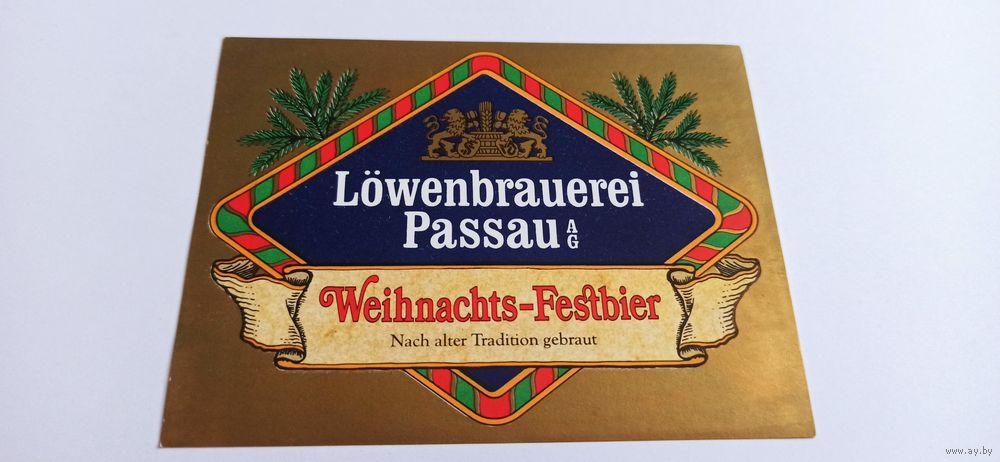 Löwenbrauerei
Passau AG
Weihnachts-Festbier
Nach alter Tradition gebraut
www.ay.by